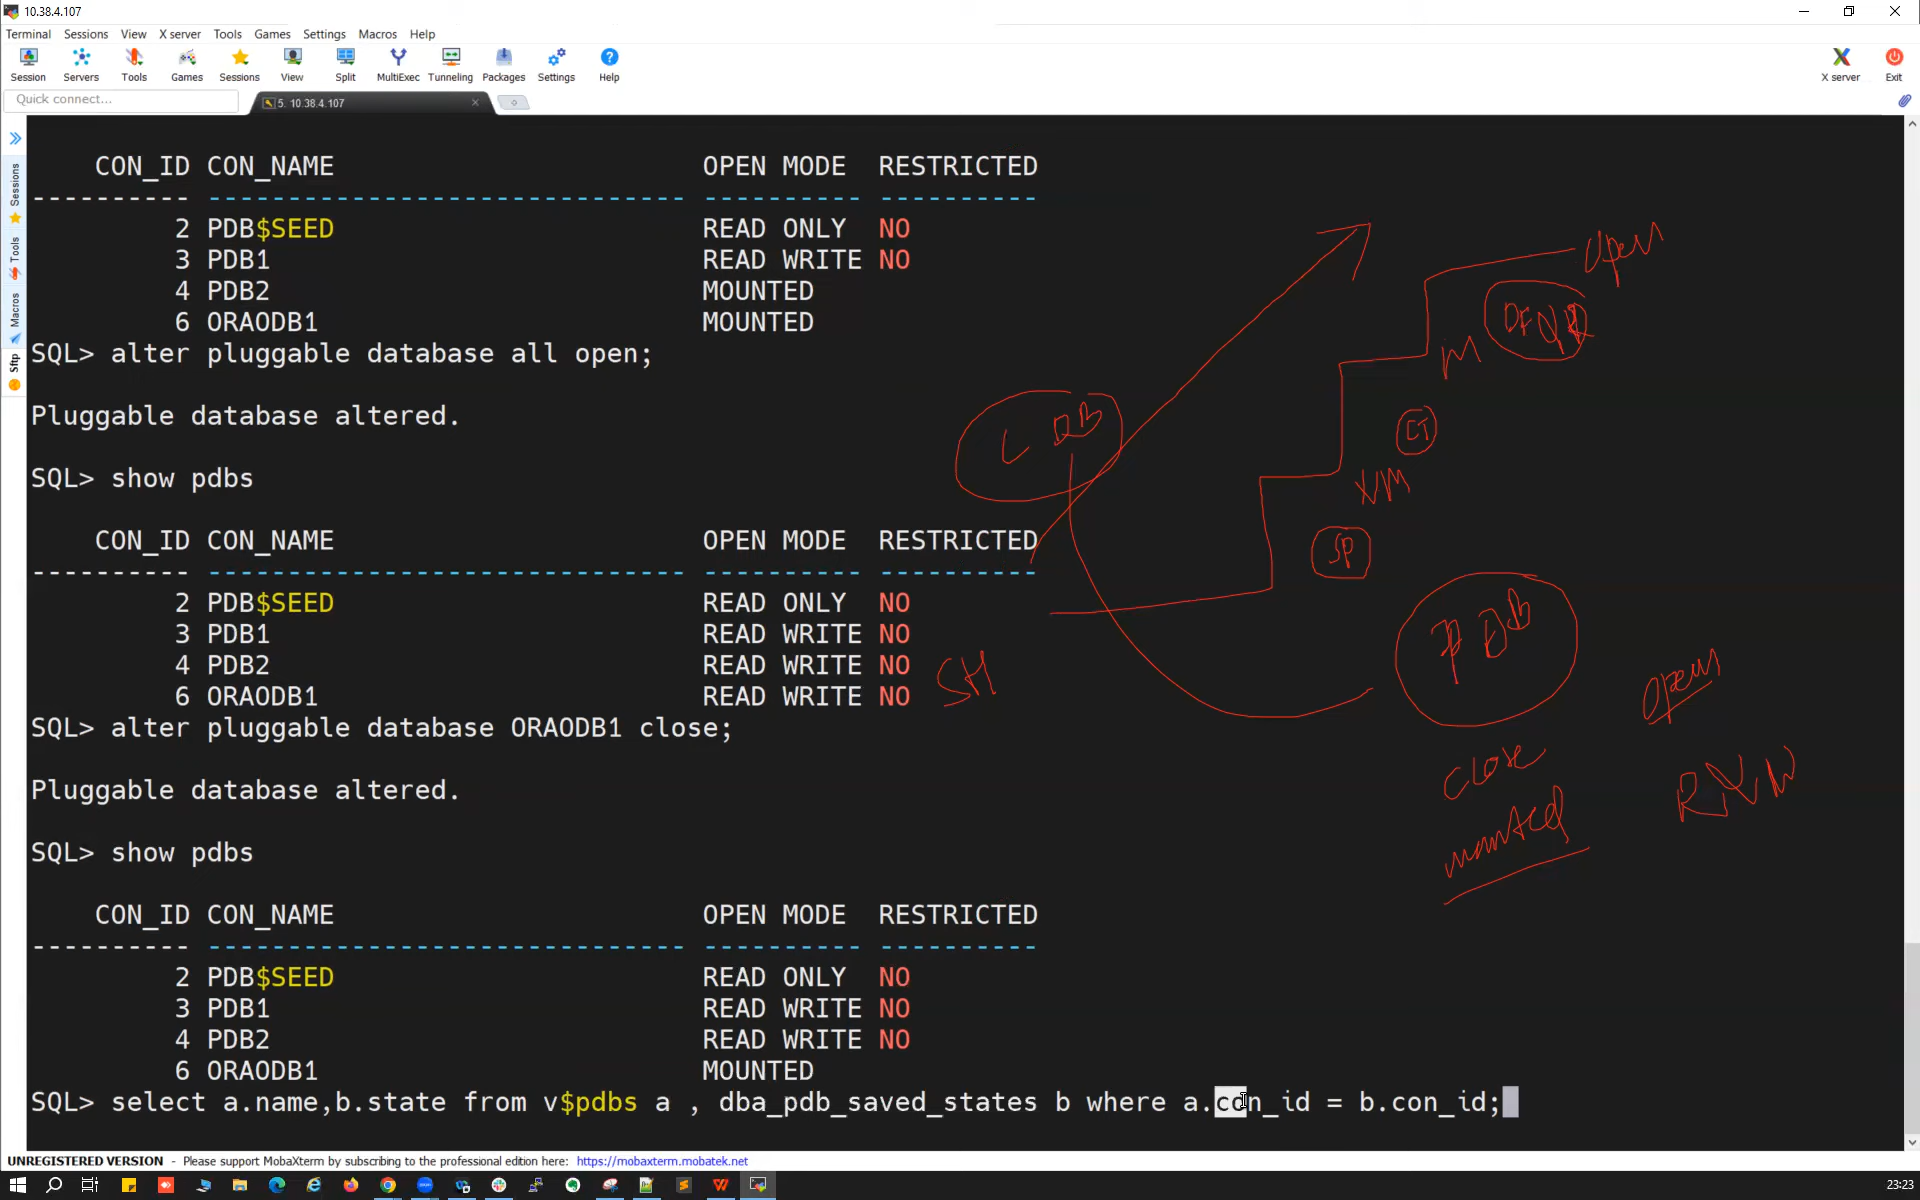 10.38.4.107
Terminal Sessions View X server Tools Games Settings Macros Help
Session Servers Tools Games Sessions View Split MultiExec Tunneling Packages Settings Help X server Exit
Quick connect...
5. 10.38.4.107
Sessions
Tools
Macros
Sftp
CON_ID CON_NAME OPEN MODE RESTRICTED
---------- ------------------------------ ---------- ----------
2 PDB$SEED READ ONLY NO
3 PDB1 READ WRITE NO
4 PDB2 MOUNTED
6 ORAODB1 MOUNTED
SQL> alter pluggable database all open;
Pluggable database altered.
SQL> show pdbs
CON_ID CON_NAME OPEN MODE RESTRICTED
---------- ------------------------------ ---------- ----------
2 PDB$SEED READ ONLY NO
3 PDB1 READ WRITE NO
4 PDB2 READ WRITE NO
6 ORAODB1 READ WRITE NO
SQL> alter pluggable database ORAODB1 close;
Pluggable database altered.
SQL> show pdbs
CON_ID CON_NAME OPEN MODE RESTRICTED
---------- ------------------------------ ---------- ----------
2 PDB$SEED READ ONLY NO
3 PDB1 READ WRITE NO
4 PDB2 READ WRITE NO
6 ORAODB1 MOUNTED
SQL> select a.name,b.state from v$pdbs a , dba_pdb_saved_states b where a.con_id = b.con_id;
open
M
CDB
CT
NM
SP
PDB
SH
open
close
mounted
UNREGISTERED VERSION - Please support MobaXterm by subscribing to the professional edition here: https://mobaxterm.mobatek.net
23:23